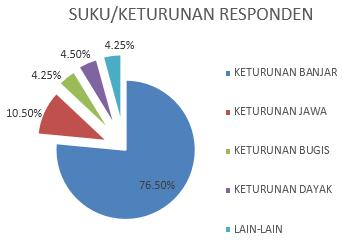 SUKU/KETURUNAN RESPONDEN
4.50%
4.25%
4.25%
10.50%
76.50%
KETURUNAN BANJAR
KETURUNAN JAWA
KETURUNAN BUGIS
KETURUNAN DAYAK
LAIN-LAIN